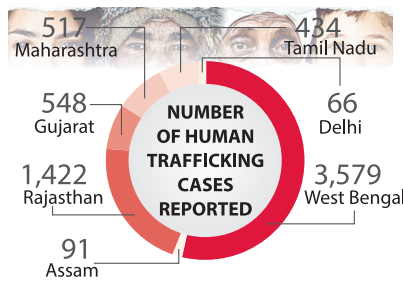 517
Maharashtra
434
Tamil Nadu
548
Gujarat
66
Delhi
NUMBER
OF HUMAN
TRAFFICKING
CASES
REPORTED
1,422
Rajasthan
3,579
West Bengal
91
Assam